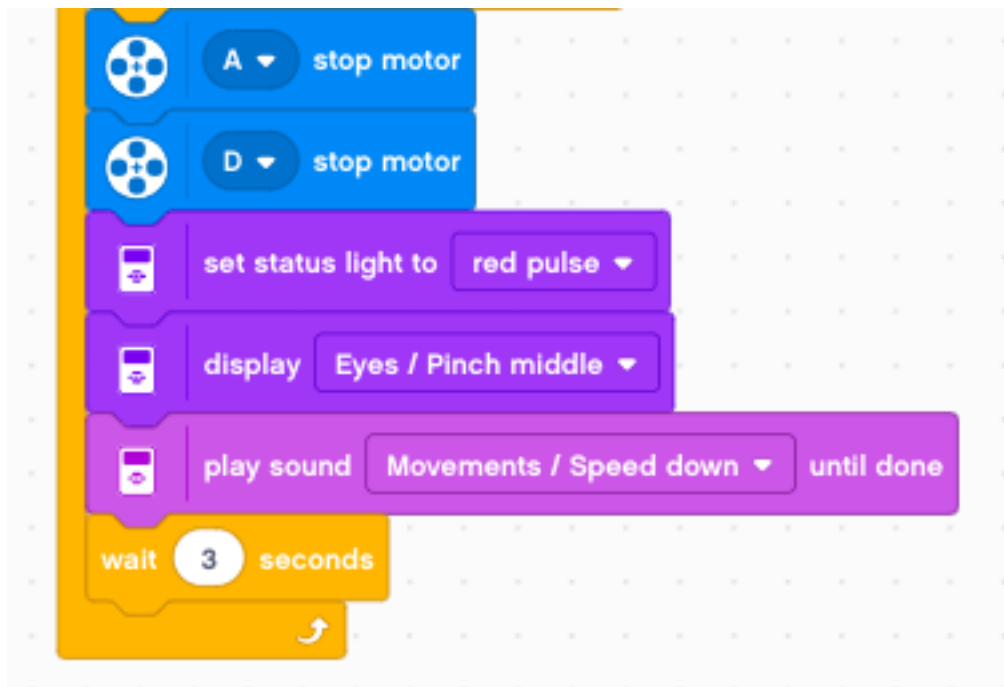 A stop motor
D stop motor
set status light to red pulse
display Eyes / Pinch middle
play sound Movements / Speed down until done
wait 3 seconds